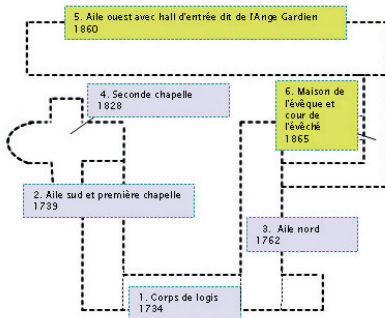 5. Aile ouest avec hall d'entrée dit de l'Ange Gardien
1860
4. Seconde chapelle
1828
6. Maison de
l'évêque et
cour de
l'évêché
1865
2. Aile sud et première chapelle
1739
3. Aile nord
1762
1. Corps de logis
1734